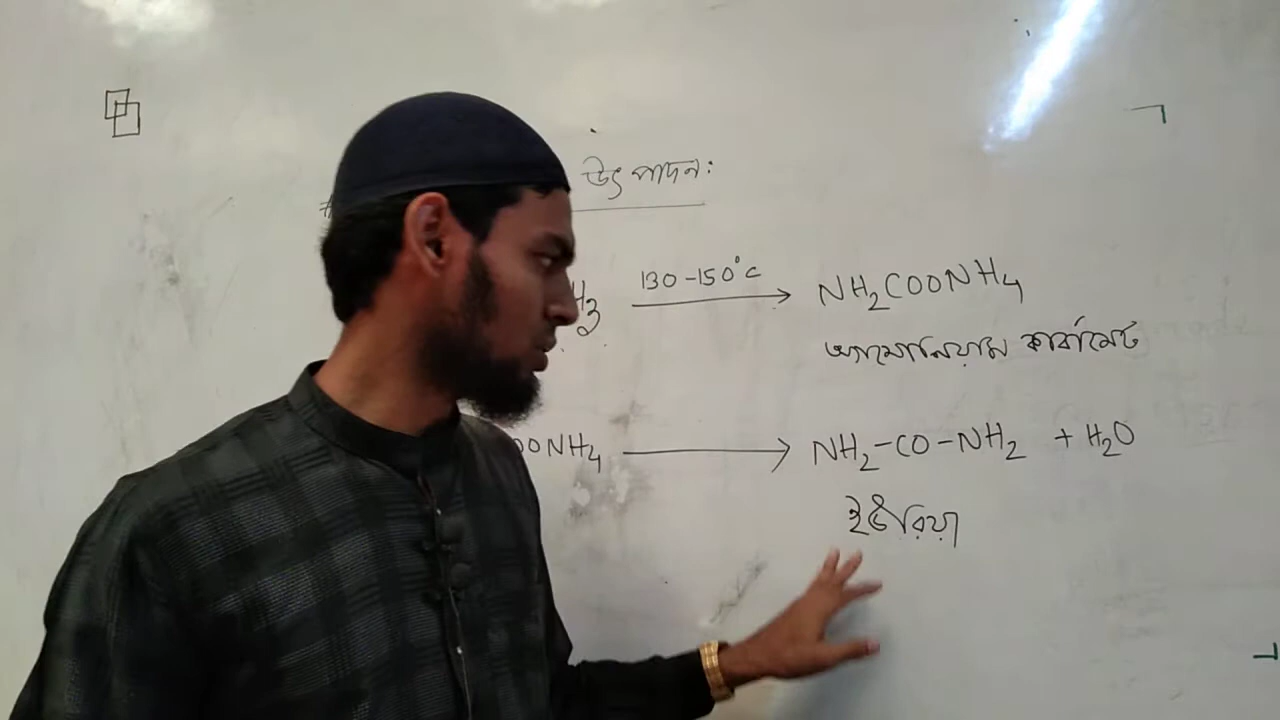 উৎপাদন:
H3 130-150°C → NH2COONH4
অ্যামোনিয়াম কার্বামেট
OONH4 → NH2-CO-NH2 + H2O
ইউরিয়া